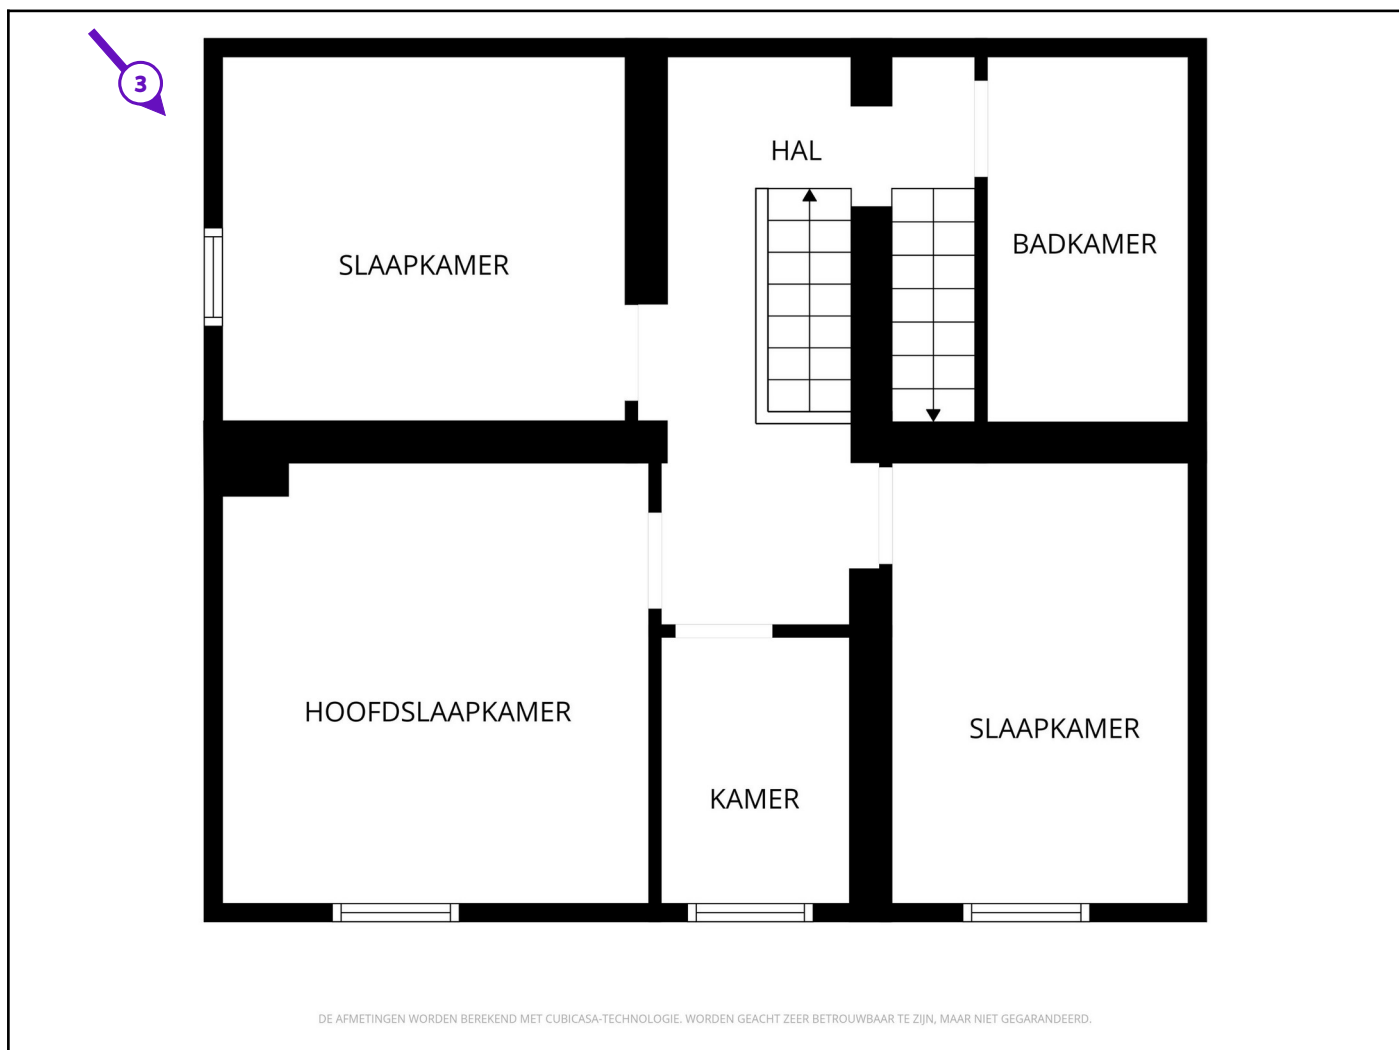 3
HAL
BADKAMER
SLAAPKAMER
HOOFDSLAAPKAMER
SLAAPKAMER
KAMER
DE AFMETINGEN WORDEN BEREKEND MET CUBICASA-TECHNOLOGIE. WORDEN GEACHT ZEER BETROUWBAAR TE ZIJN, MAAR NIET GEGARANDEERD.